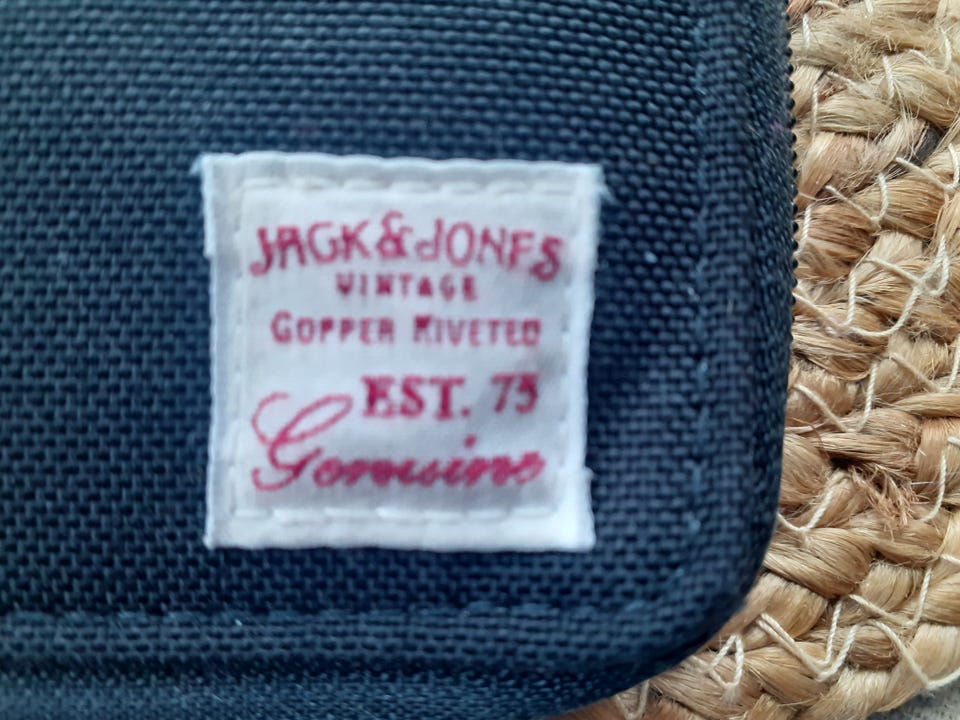 JACK & JONES
VINTAGE
COPPER RIVETED
EST. 75
Genuine